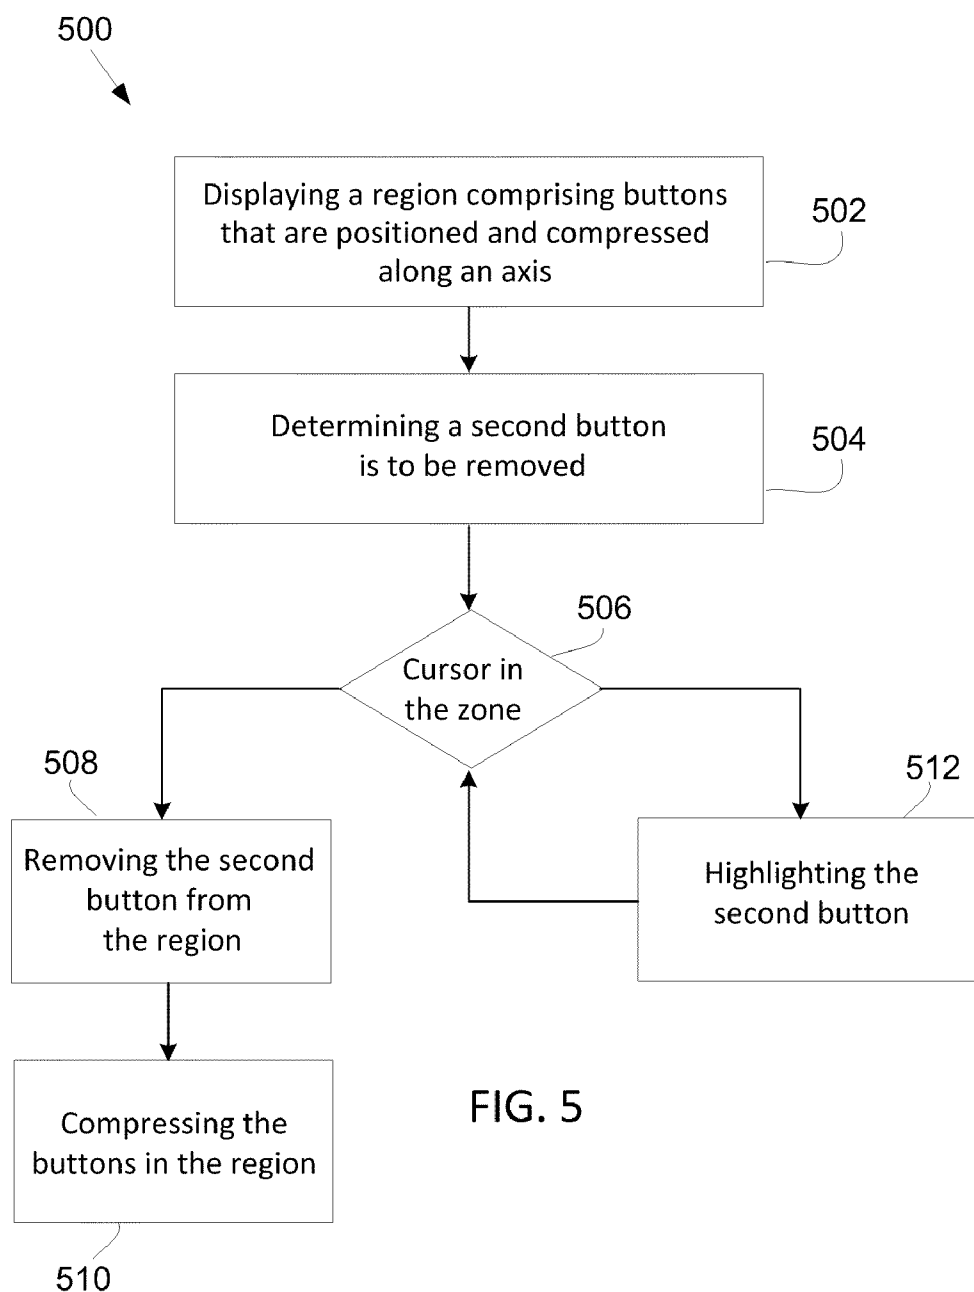 500
Displaying a region comprising buttons
that are positioned and compressed
along an axis
502
Determining a second button
is to be removed
504
506
Cursor in
the zone
508
Removing the second
button from
the region
512
Highlighting the
second button
Compressing the
buttons in the region
510
FIG. 5